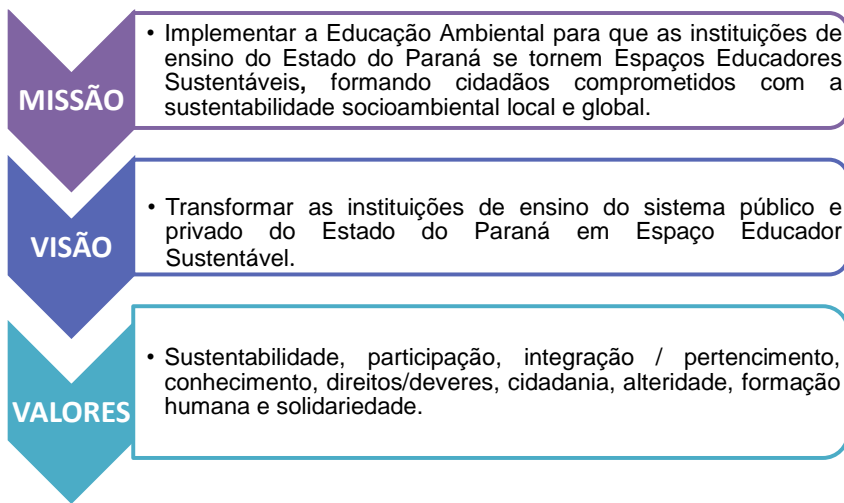 MISSÃO
• Implementar a Educação Ambiental para que as instituições de
ensino do Estado do Paraná se tornem Espaços Educadores
Sustentáveis, formando cidadãos comprometidos com a
sustentabilidade socioambiental local e global.
VISÃO
• Transformar as instituições de ensino do sistema público e
privado do Estado do Paraná em Espaço Educador
Sustentável.
VALORES
• Sustentabilidade, participação, integração / pertencimento,
conhecimento, direitos/deveres, cidadania, alteridade, formação
humana e solidariedade.